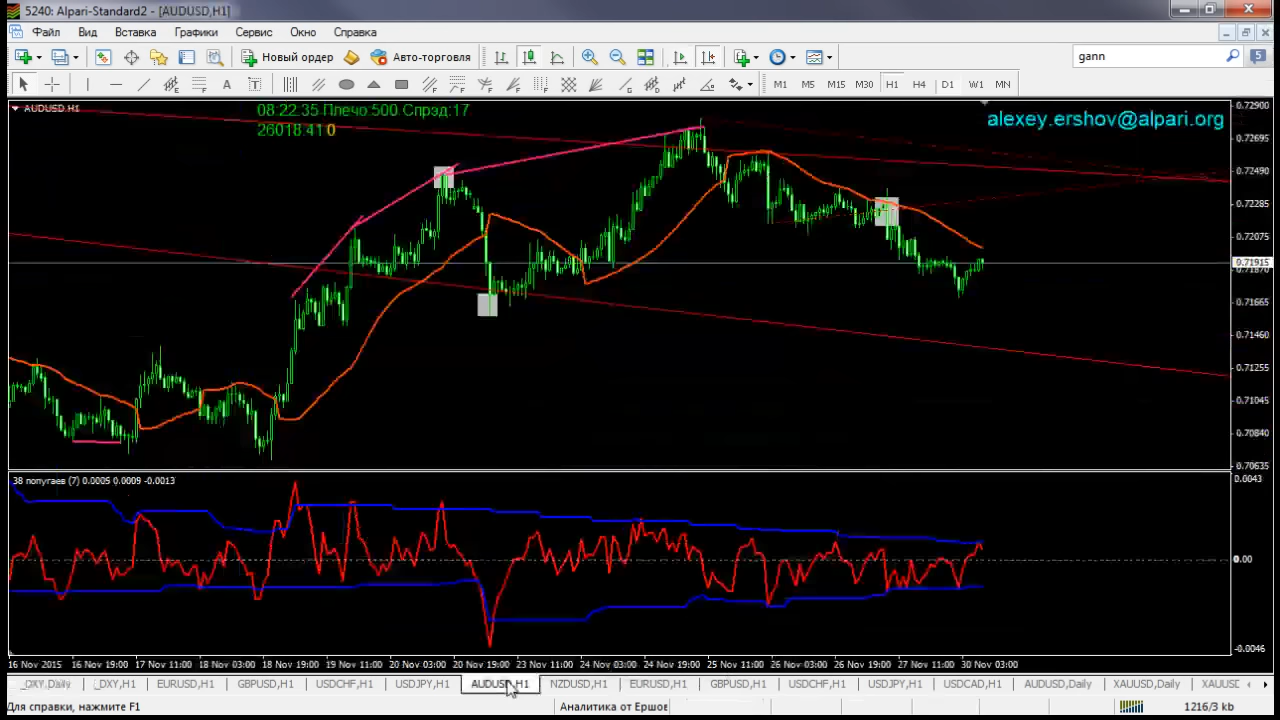 5240: Alpari-Standard2 - [AUDUSD,H1]
Файл Вид Вставка Графики Сервис Окно Справка
Новый ордер Авто-торговля gann 5
A T M1 M5 M15 M30 H1 H4 D1 W1 MN
AUDUSD,H1
08:22:35 Плечо:500 Спрэд:17
26018.41 0
alexey.ershov@alpari.org
0.72900
0.72695
0.72490
0.72285
0.72075
0.71915
0.71870
0.71665
0.71460
0.71255
0.71045
0.70840
0.70635
38 попугаев (7) 0.0005 0.0009 -0.0013
0.0043
0.00
-0.0046
16 Nov 2015 16 Nov 19:00 17 Nov 11:00 18 Nov 03:00 18 Nov 19:00 19 Nov 11:00 20 Nov 03:00 20 Nov 19:00 23 Nov 11:00 24 Nov 03:00 24 Nov 19:00 25 Nov 11:00 26 Nov 03:00 26 Nov 19:00 27 Nov 11:00 30 Nov 03:00
_DXY,Daily _DXY,H1 EURUSD,H1 GBPUSD,H1 USDCHF,H1 USDJPY,H1 AUDUSD,H1 NZDUSD,H1 EURUSD,H1 GBPUSD,H1 USDCHF,H1 USDJPY,H1 USDCAD,H1 AUDUSD,Daily XAUUSD,Daily XAUUSD
Для справки, нажмите F1 Аналитика от Ершов 1216/3 kb